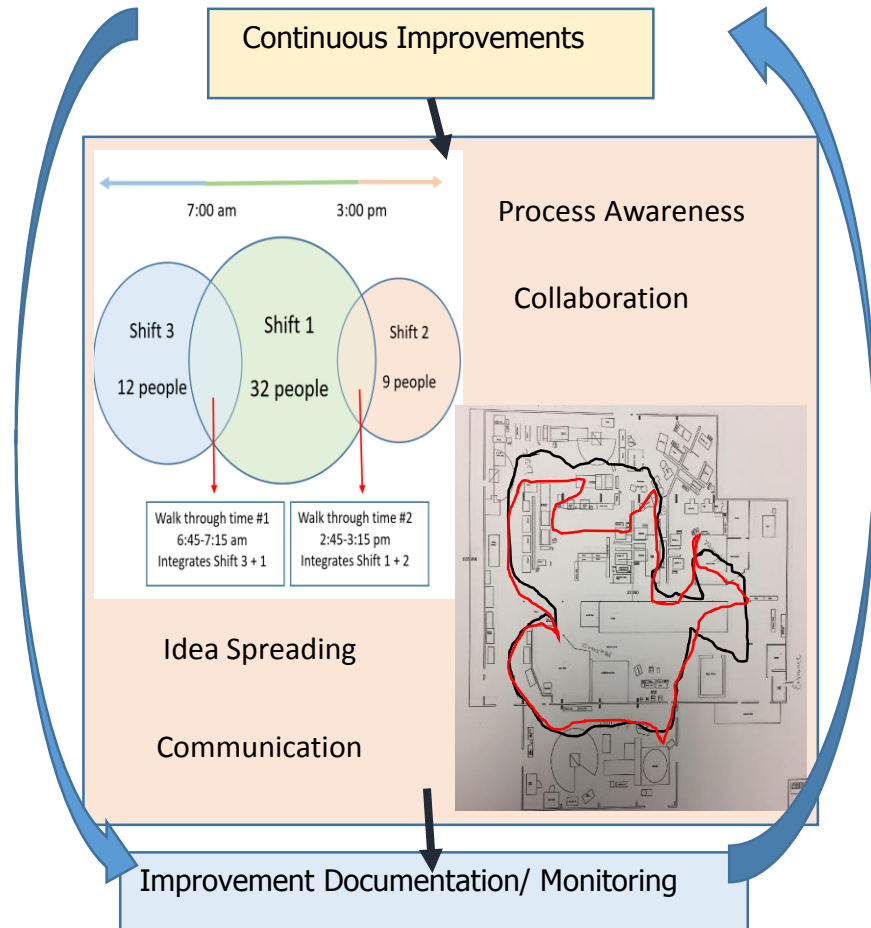 Continuous Improvements
7:00 am
3:00 pm
Process Awareness
Collaboration
Shift 3
12 people
Shift 1
32 people
Shift 2
9 people
Walk through time #1
6:45-7:15 am
Integrates Shift 3 + 1
Walk through time #2
2:45-3:15 pm
Integrates Shift 1 + 2
Entrance
Idea Spreading
Communication
Improvement Documentation/ Monitoring